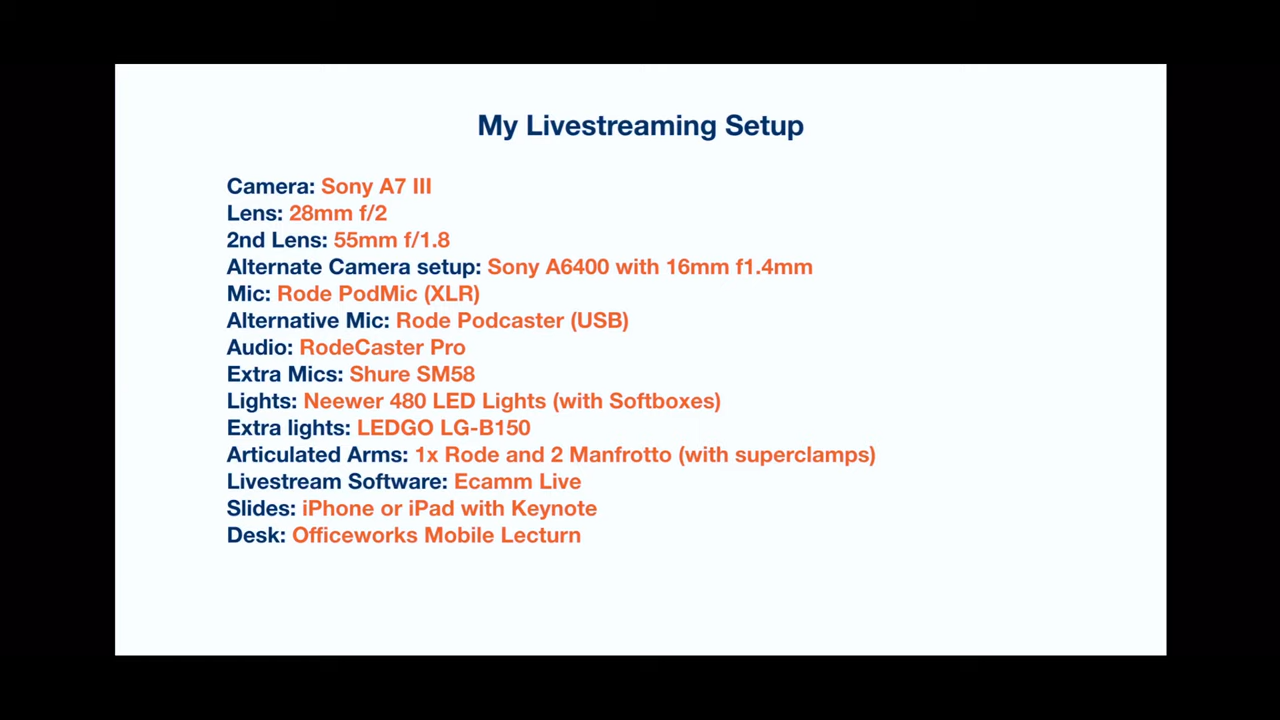 My Livestreaming Setup
Camera: Sony A7 III
Lens: 28mm f/2
2nd Lens: 55mm f/1.8
Alternate Camera setup: Sony A6400 with 16mm f1.4mm
Mic: Rode PodMic (XLR)
Alternative Mic: Rode Podcaster (USB)
Audio: RodeCaster Pro
Extra Mics: Shure SM58
Lights: Neewer 480 LED Lights (with Softboxes)
Extra lights: LEDGO LG-B150
Articulated Arms: 1x Rode and 2 Manfrotto (with superclamps)
Livestream Software: Ecamm Live
Slides: iPhone or iPad with Keynote
Desk: Officeworks Mobile Lecturn